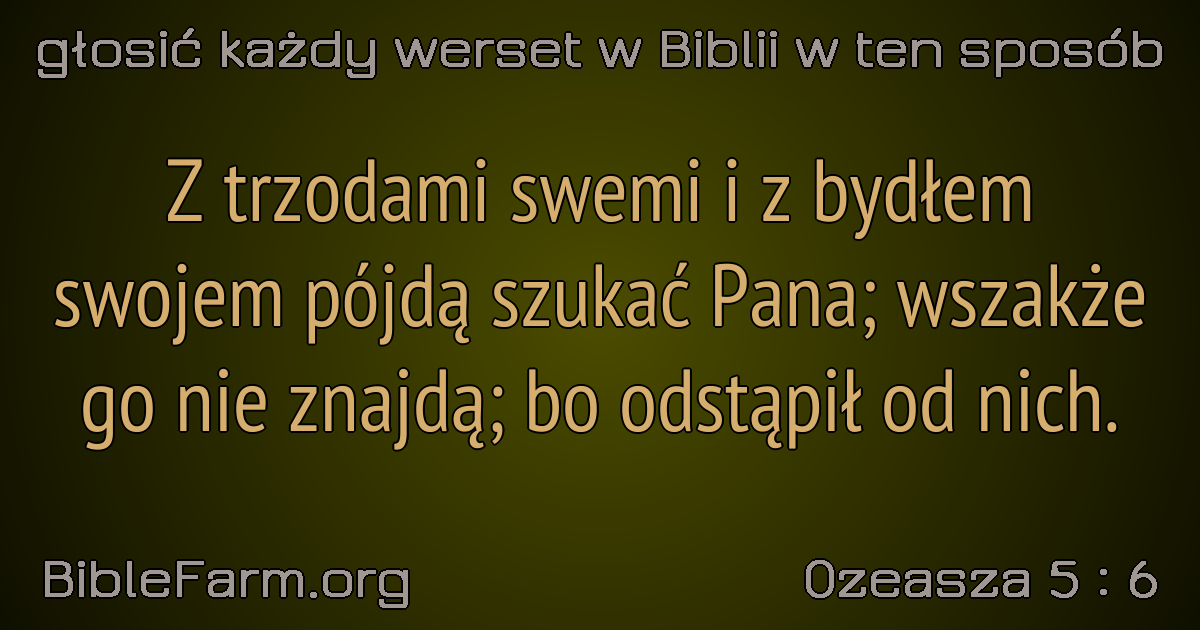 głosić każdy werset w Biblii w ten sposób
Z trzodami swemi i z bydłem
swojem pójdą szukać Pana; wszakże
go nie znajdą; bo odstąpił od nich.
BibleFarm.org
Ozeasza 5 : 6